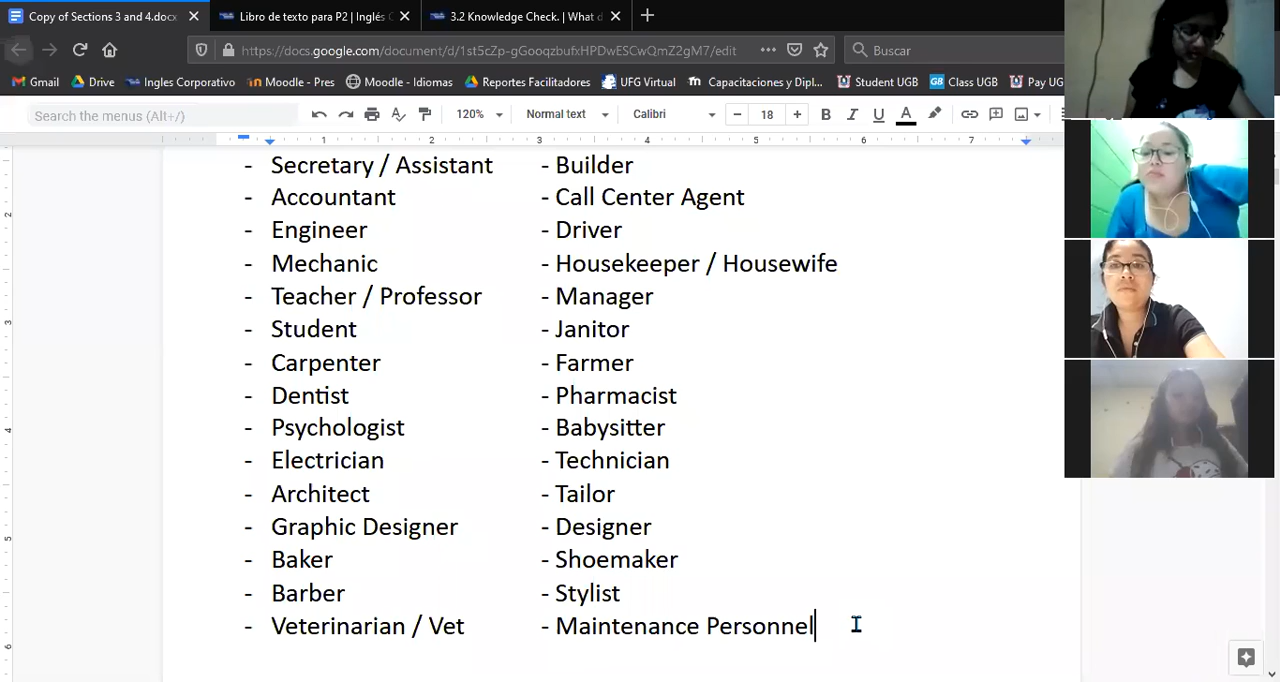 Copy of Sections 3 and 4.docx
Libro de texto para P2 | Inglés C
3.2 Knowledge Check. | What d
https://docs.google.com/document/d/1st5cZp-gGooqzbufxHPDwESCwQmZ2gM7/edit
Buscar
Gmail
Drive
Ingles Corporativo
Moodle - Pres
Moodle - Idiomas
Reportes Facilitadores
UFG Virtual
Capacitaciones y Dipl...
Student UGB
Class UGB
Pay UG
Search the menus (Alt+/)
120%
Normal text
Calibri
18
- Secretary / Assistant - Builder
- Accountant - Call Center Agent
- Engineer - Driver
- Mechanic - Housekeeper / Housewife
- Teacher / Professor - Manager
- Student - Janitor
- Carpenter - Farmer
- Dentist - Pharmacist
- Psychologist - Babysitter
- Electrician - Technician
- Architect - Tailor
- Graphic Designer - Designer
- Baker - Shoemaker
- Barber - Stylist
- Veterinarian / Vet - Maintenance Personnel